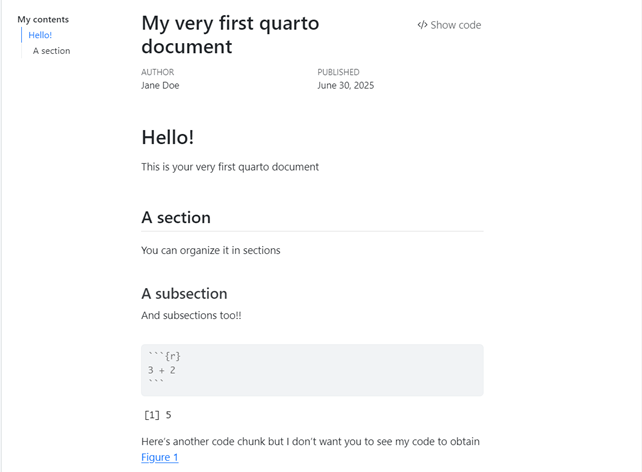 My contents
Hello!
A section
My very first quarto
document
</> Show code
AUTHOR
PUBLISHED
Jane Doe
June 30, 2025
Hello!
This is your very first quarto document
A section
You can organize it in sections
A subsection
And subsections too!!
```{r}
3 + 2
```
[1] 5
Here's another code chunk but I don't want you to see my code to obtain
Figure 1